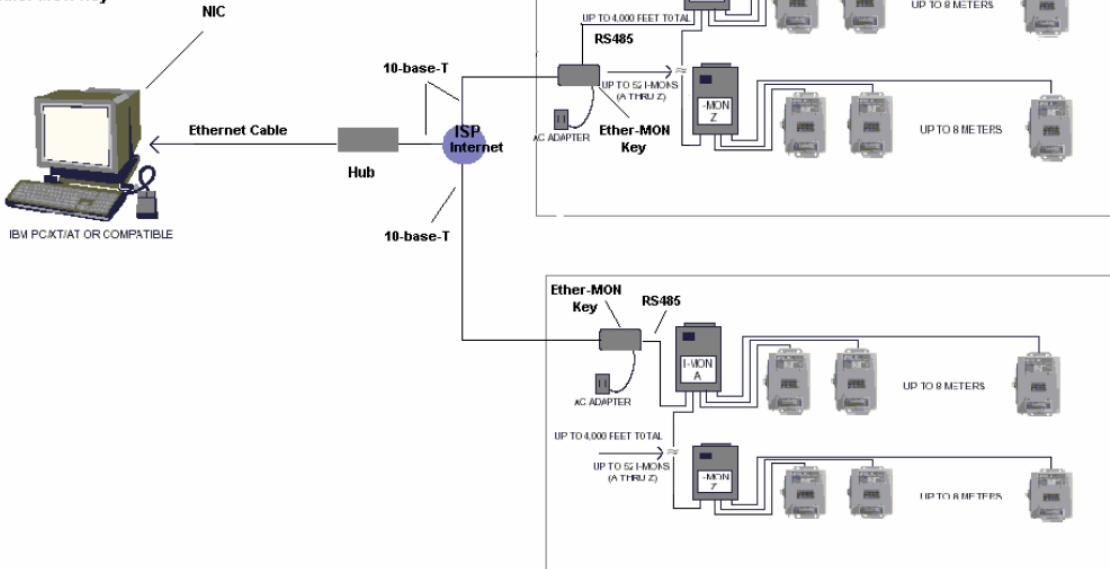 NIC
UP TO 8 METERS
UP TO 4,000 FEET TOTAL
RS485
10-base-T
UP TO 52 I-MONS
(A THRU Z)
-MON
Z
Ethernet Cable
ISP
Internet
AC ADAPTER
Ether-MON
Key
UP TO 8 METERS
Hub
IBM PC/XT/AT OR COMPATIBLE
10-base-T
Ether-MON
Key
RS485
I-MON
A
UP TO 8 METERS
AC ADAPTER
UP TO 4,000 FEET TOTAL
UP TO 52 I-MONS
(A THRU Z)
-MON
Z
UP TO 8 METERS